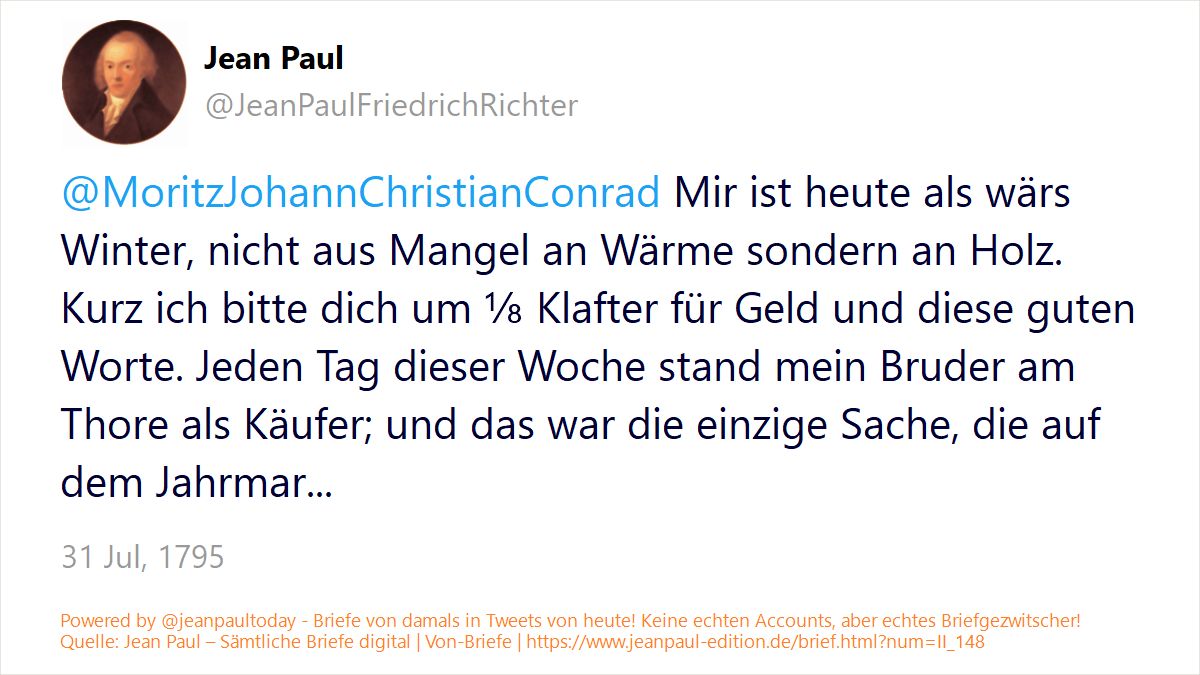 Jean Paul
@JeanPaulFriedrichRichter
@MoritzJohannChristianConrad Mir ist heute als wärs
Winter, nicht aus Mangel an Wärme sondern an Holz.
Kurz ich bitte dich um ⅛ Klafter für Geld und diese guten
Worte. Jeden Tag dieser Woche stand mein Bruder am
Thore als Käufer; und das war die einzige Sache, die auf
dem Jahrmar...
31 Jul, 1795
Powered by @jeanpaultoday - Briefe von damals in Tweets von heute! Keine echten Accounts, aber echtes Briefgezwitscher!
Quelle: Jean Paul – Sämtliche Briefe digital | Von-Briefe | https://www.jeanpaul-edition.de/brief.html?num=II_148